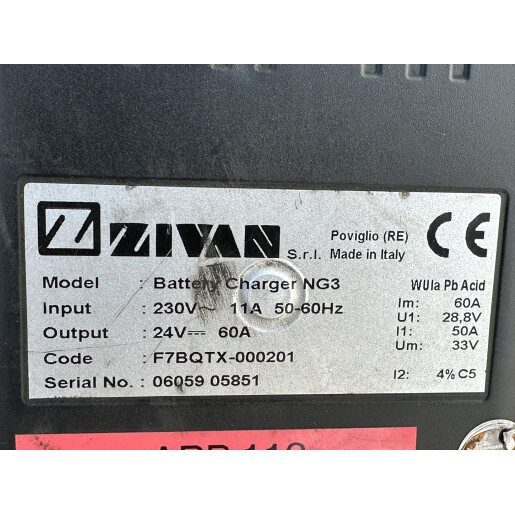 Z ZIVAN S.r.l.
Poviglio (RE)
Made in Italy
CE
Model : Battery Charger NG3
Input : 230V~ 11A 50-60Hz
Output : 24V⎓ 60A
Code : F7BQTX-000201
Serial No. : 06059 05851
WUIa Pb Acid
Im: 60A
U1: 28,8V
I1: 50A
Um: 33V
I2: 4%C5